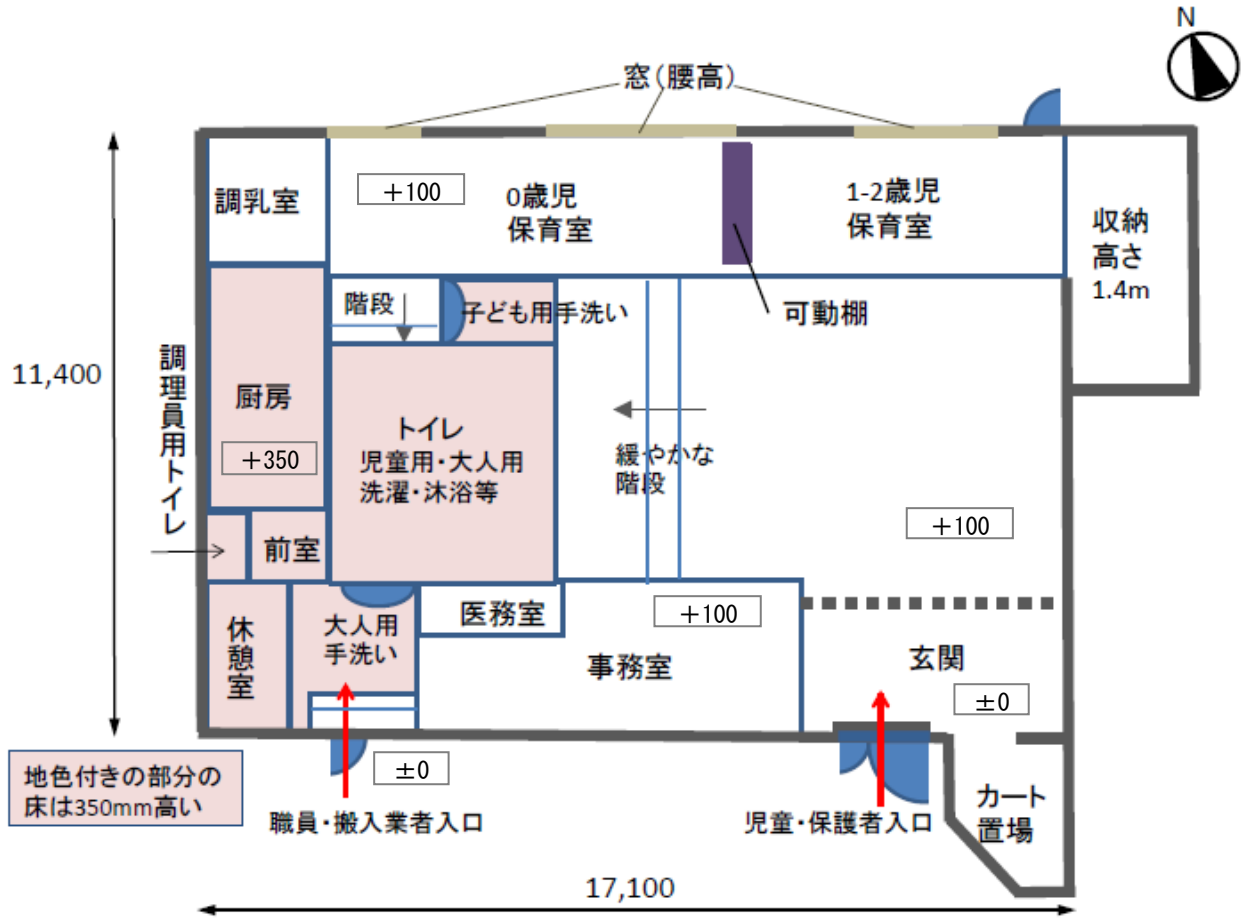 N
窓(腰高)
調乳室
+100
0歳児
保育室
1-2歳児
保育室
収納
高さ
1.4m
階段
子ども用手洗い
可動棚
11,400
調理員用トイレ
厨房
+350
トイレ
児童用・大人用
洗濯・沐浴等
緩やかな
階段
+100
前室
医務室
+100
休憩室
大人用
手洗い
事務室
玄関
±0
地色付きの部分の
床は350mm高い
±0
職員・搬入業者入口
児童・保護者入口
カート
置場
17,100